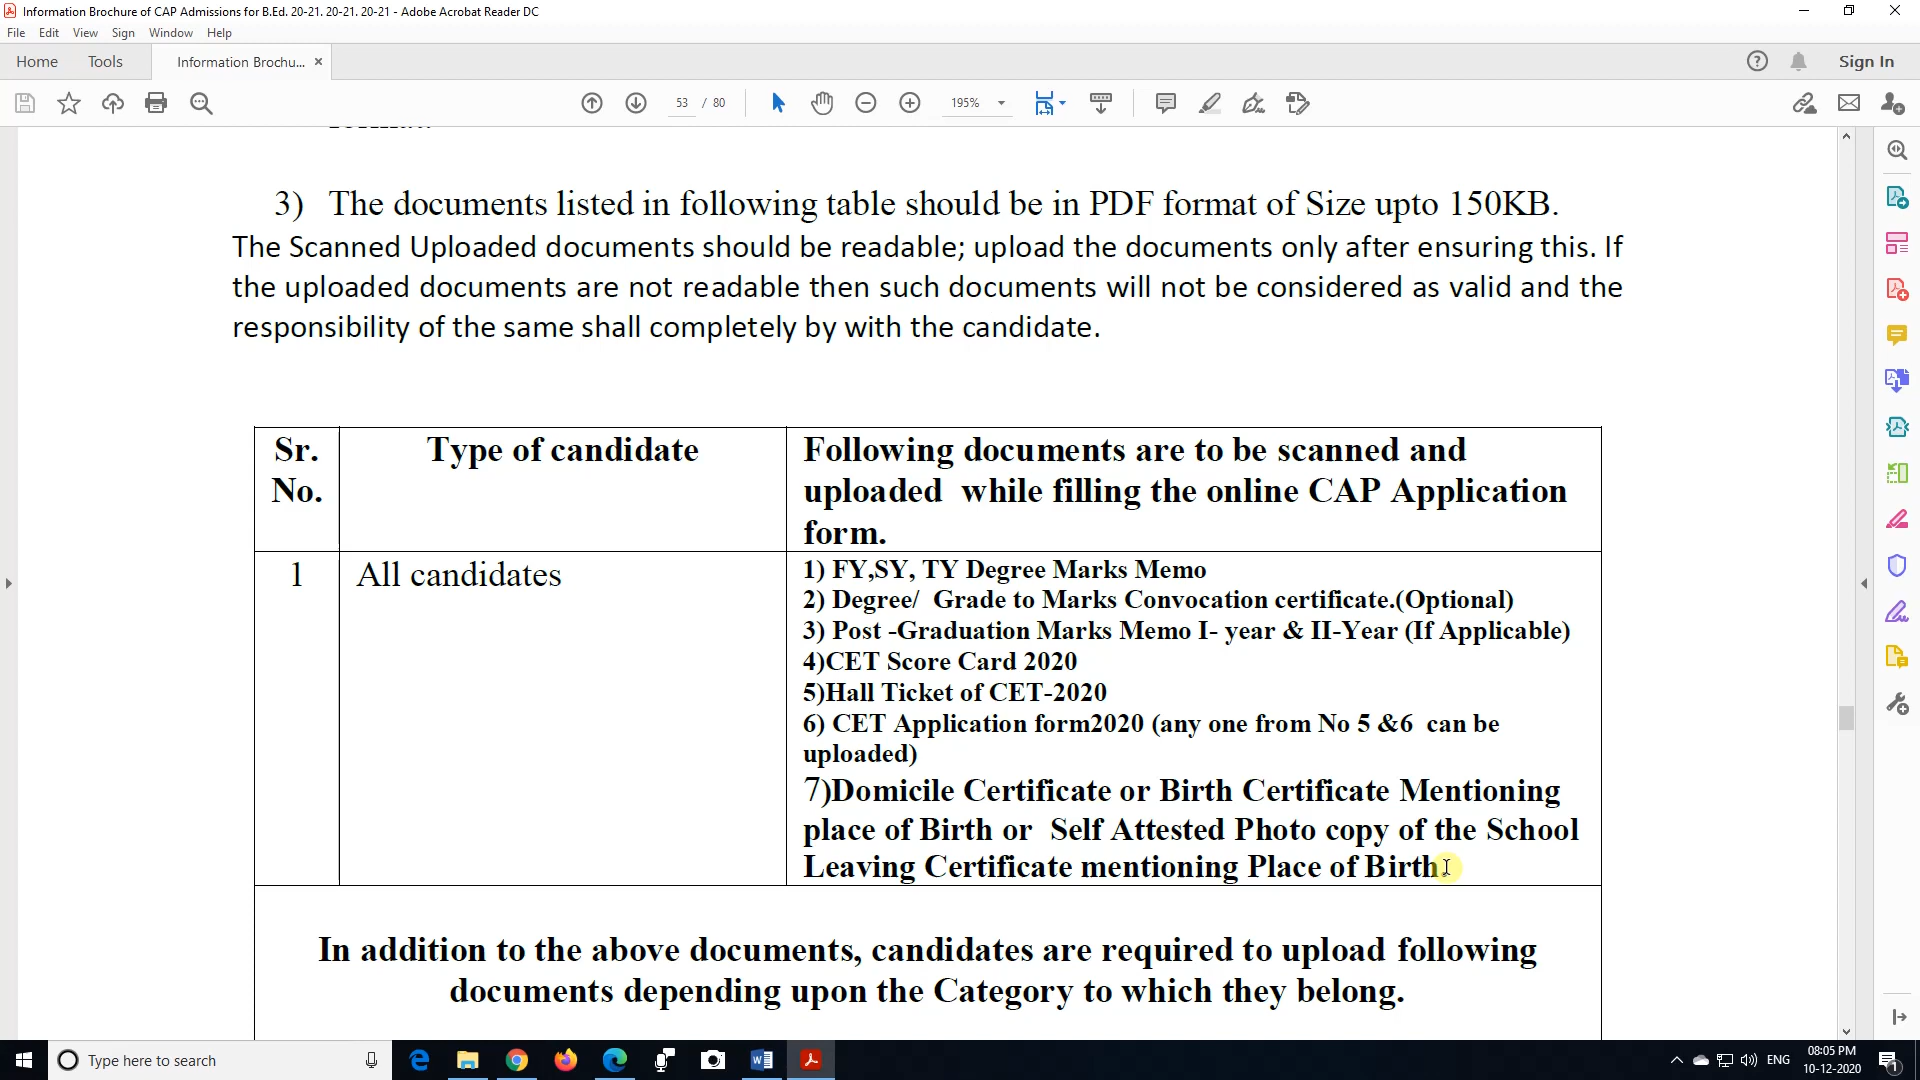 Information Brochure of CAP Admissions for B.Ed. 20-21. 20-21. 20-21 - Adobe Acrobat Reader DC
File Edit View Sign Window Help
Home Tools Information Brochu... × Sign In
53 / 80 195%
3) The documents listed in following table should be in PDF format of Size upto 150KB.
The Scanned Uploaded documents should be readable; upload the documents only after ensuring this. If
the uploaded documents are not readable then such documents will not be considered as valid and the
responsibility of the same shall completely by with the candidate.
Sr. No.
Type of candidate
Following documents are to be scanned and
uploaded while filling the online CAP Application
form.
1
All candidates
1) FY,SY, TY Degree Marks Memo
2) Degree/ Grade to Marks Convocation certificate.(Optional)
3) Post -Graduation Marks Memo I- year & II-Year (If Applicable)
4)CET Score Card 2020
5)Hall Ticket of CET-2020
6) CET Application form2020 (any one from No 5 &6 can be
uploaded)
7)Domicile Certificate or Birth Certificate Mentioning
place of Birth or Self Attested Photo copy of the School
Leaving Certificate mentioning Place of Birth.
In addition to the above documents, candidates are required to upload following
documents depending upon the Category to which they belong.
Type here to search
ENG
08:05 PM
10-12-2020
1